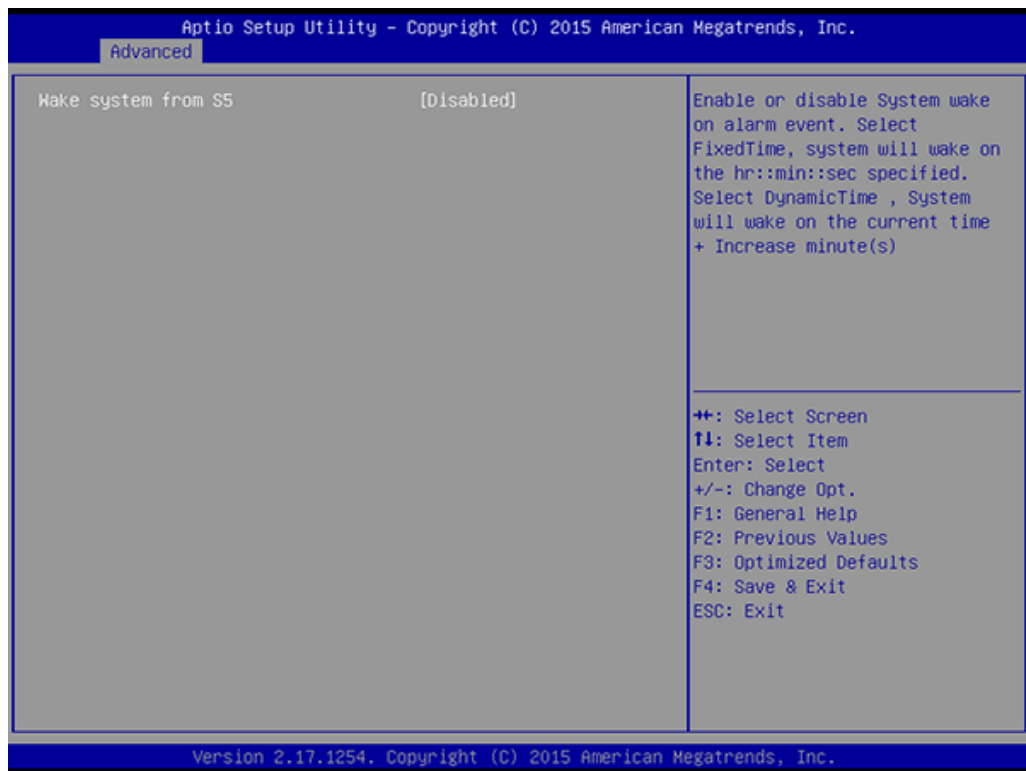 Aptio Setup Utility – Copyright (C) 2015 American Megatrends, Inc.
Advanced
Wake system from S5 [Disabled]
Enable or disable System wake
on alarm event. Select
FixedTime, system will wake on
the hr::min::sec specified.
Select DynamicTime , System
will wake on the current time
+ Increase minute(s)
→←: Select Screen
↑↓: Select Item
Enter: Select
+/-: Change Opt.
F1: General Help
F2: Previous Values
F3: Optimized Defaults
F4: Save & Exit
ESC: Exit
Version 2.17.1254. Copyright (C) 2015 American Megatrends, Inc.